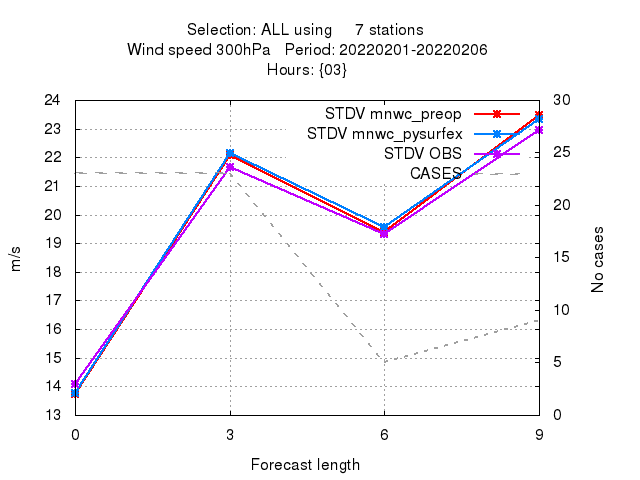 Selection: ALL using     7 stations
Wind speed 300hPa   Period: 20220201-20220206
Hours: {03}
STDV mnwc_preop
STDV mnwc_pysurfex
STDV OBS
CASES
24
23
22
21
20
19
18
17
16
15
14
13
30
25
20
15
10
5
0
m/s
No cases
0 3 6 9
Forecast length